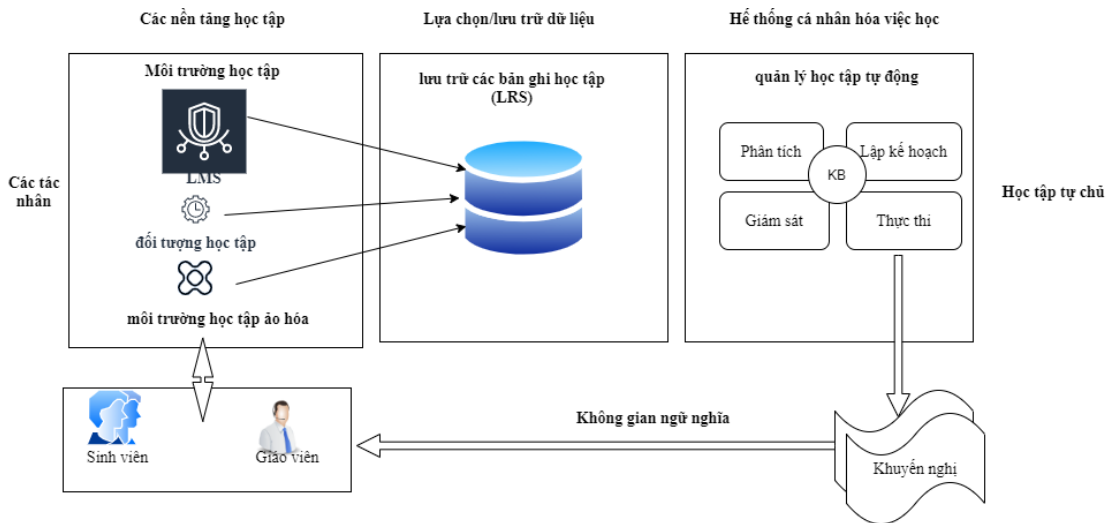 Các nền tảng học tập
Lựa chọn/lưu trữ dữ liệu
Hế thống cá nhân hóa việc học
Môi trường học tập
LMS
đối tượng học tập
môi trường học tập ảo hóa
lưu trữ các bản ghi học tập
(LRS)
quản lý học tập tự động
Phân tích
Lập kế hoạch
KB
Giám sát
Thực thi
Các tác
nhân
Học tập tự chủ
Sinh viên
Giáo viên
Không gian ngữ nghĩa
Khuyến nghị